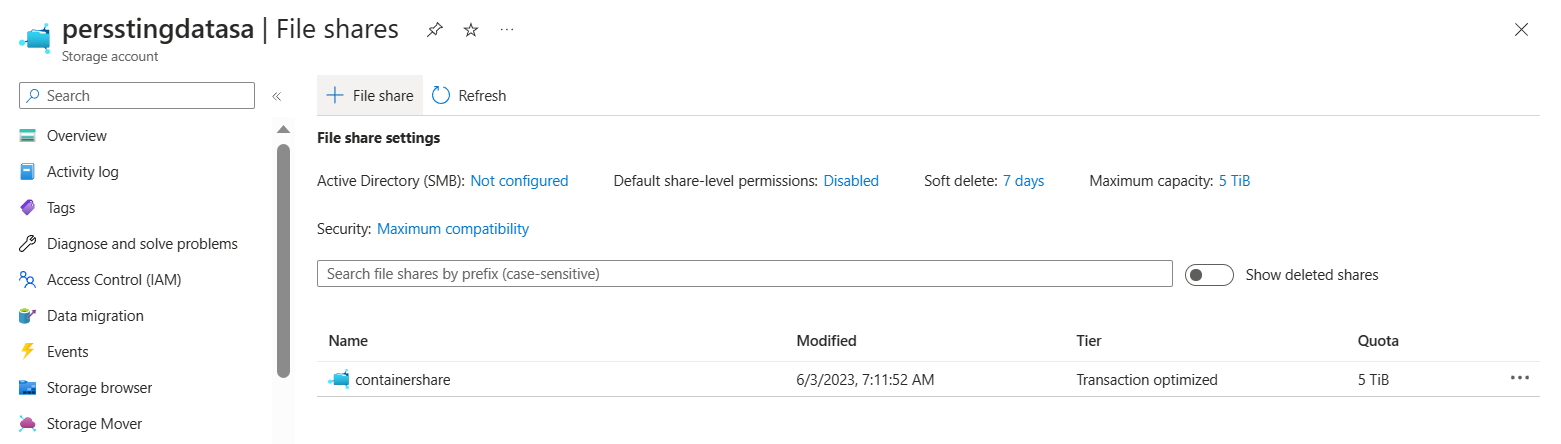 persstingdatasa | File shares
Storage account
Search
Overview
Activity log
Tags
Diagnose and solve problems
Access Control (IAM)
Data migration
Events
Storage browser
Storage Mover
File share Refresh
File share settings
Active Directory (SMB): Not configured Default share-level permissions: Disabled Soft delete: 7 days Maximum capacity: 5 TiB
Security: Maximum compatibility
Search file shares by prefix (case-sensitive) Show deleted shares
Name Modified Tier Quota
containershare 6/3/2023, 7:11:52 AM Transaction optimized 5 TiB